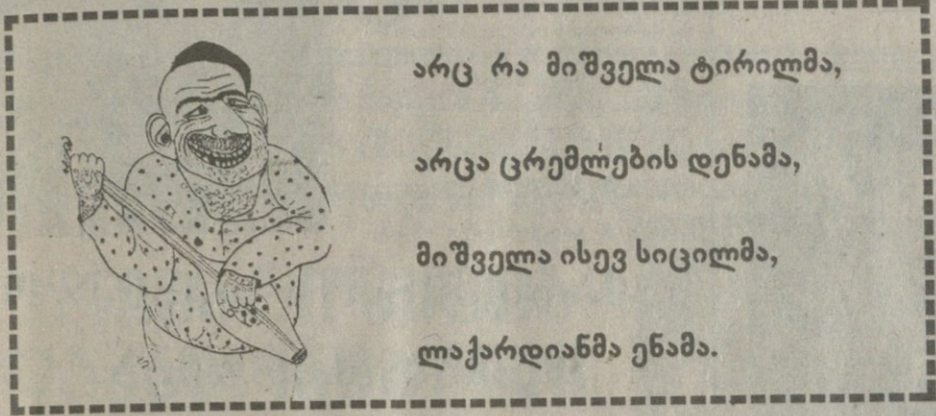 არც რა მიშველა ტირილმა,
არცა ცრემლების დენამა,
მიშველა ისევ სიცილმა,
ლაქარდიანმა ენამა.